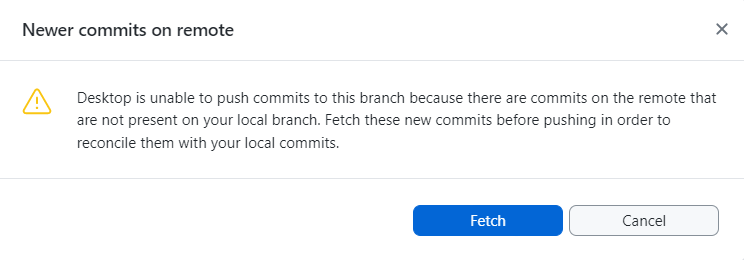 Newer commits on remote
Desktop is unable to push commits to this branch because there are commits on the remote that
are not present on your local branch. Fetch these new commits before pushing in order to
reconcile them with your local commits.
Fetch
Cancel